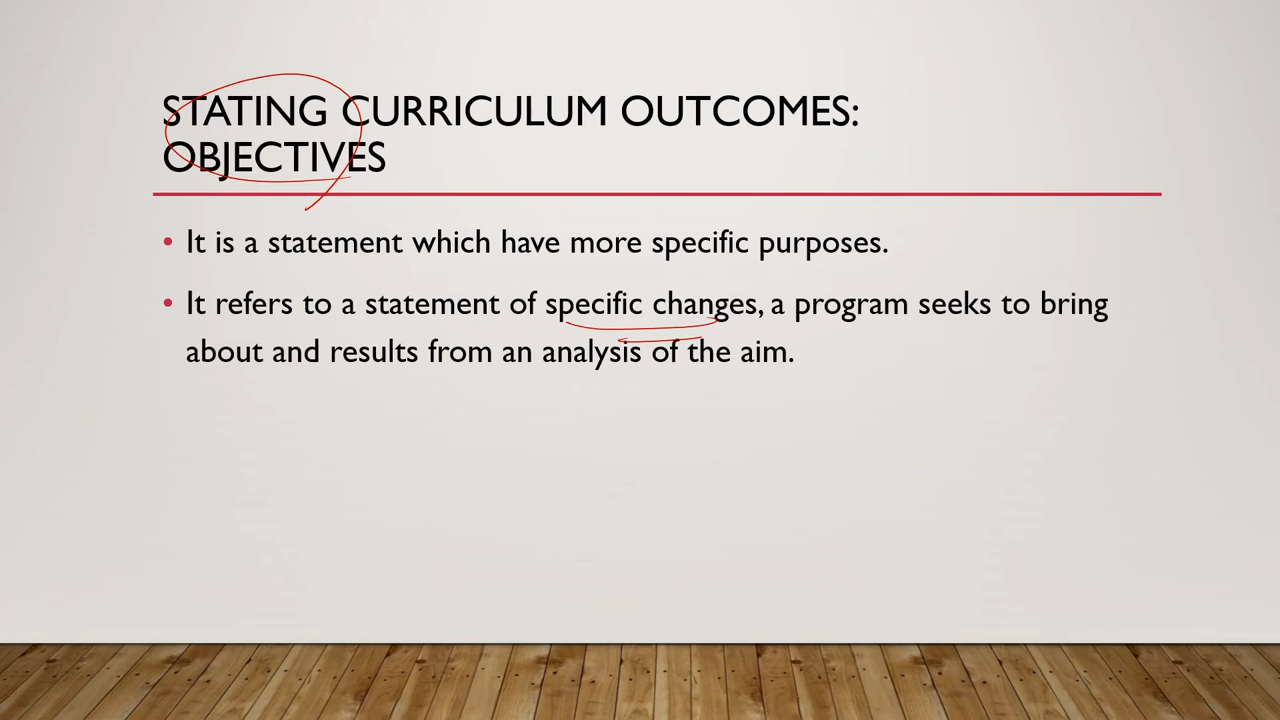 STATING CURRICULUM OUTCOMES:
OBJECTIVES
• It is a statement which have more specific purposes.
• It refers to a statement of specific changes, a program seeks to bring
about and results from an analysis of the aim.